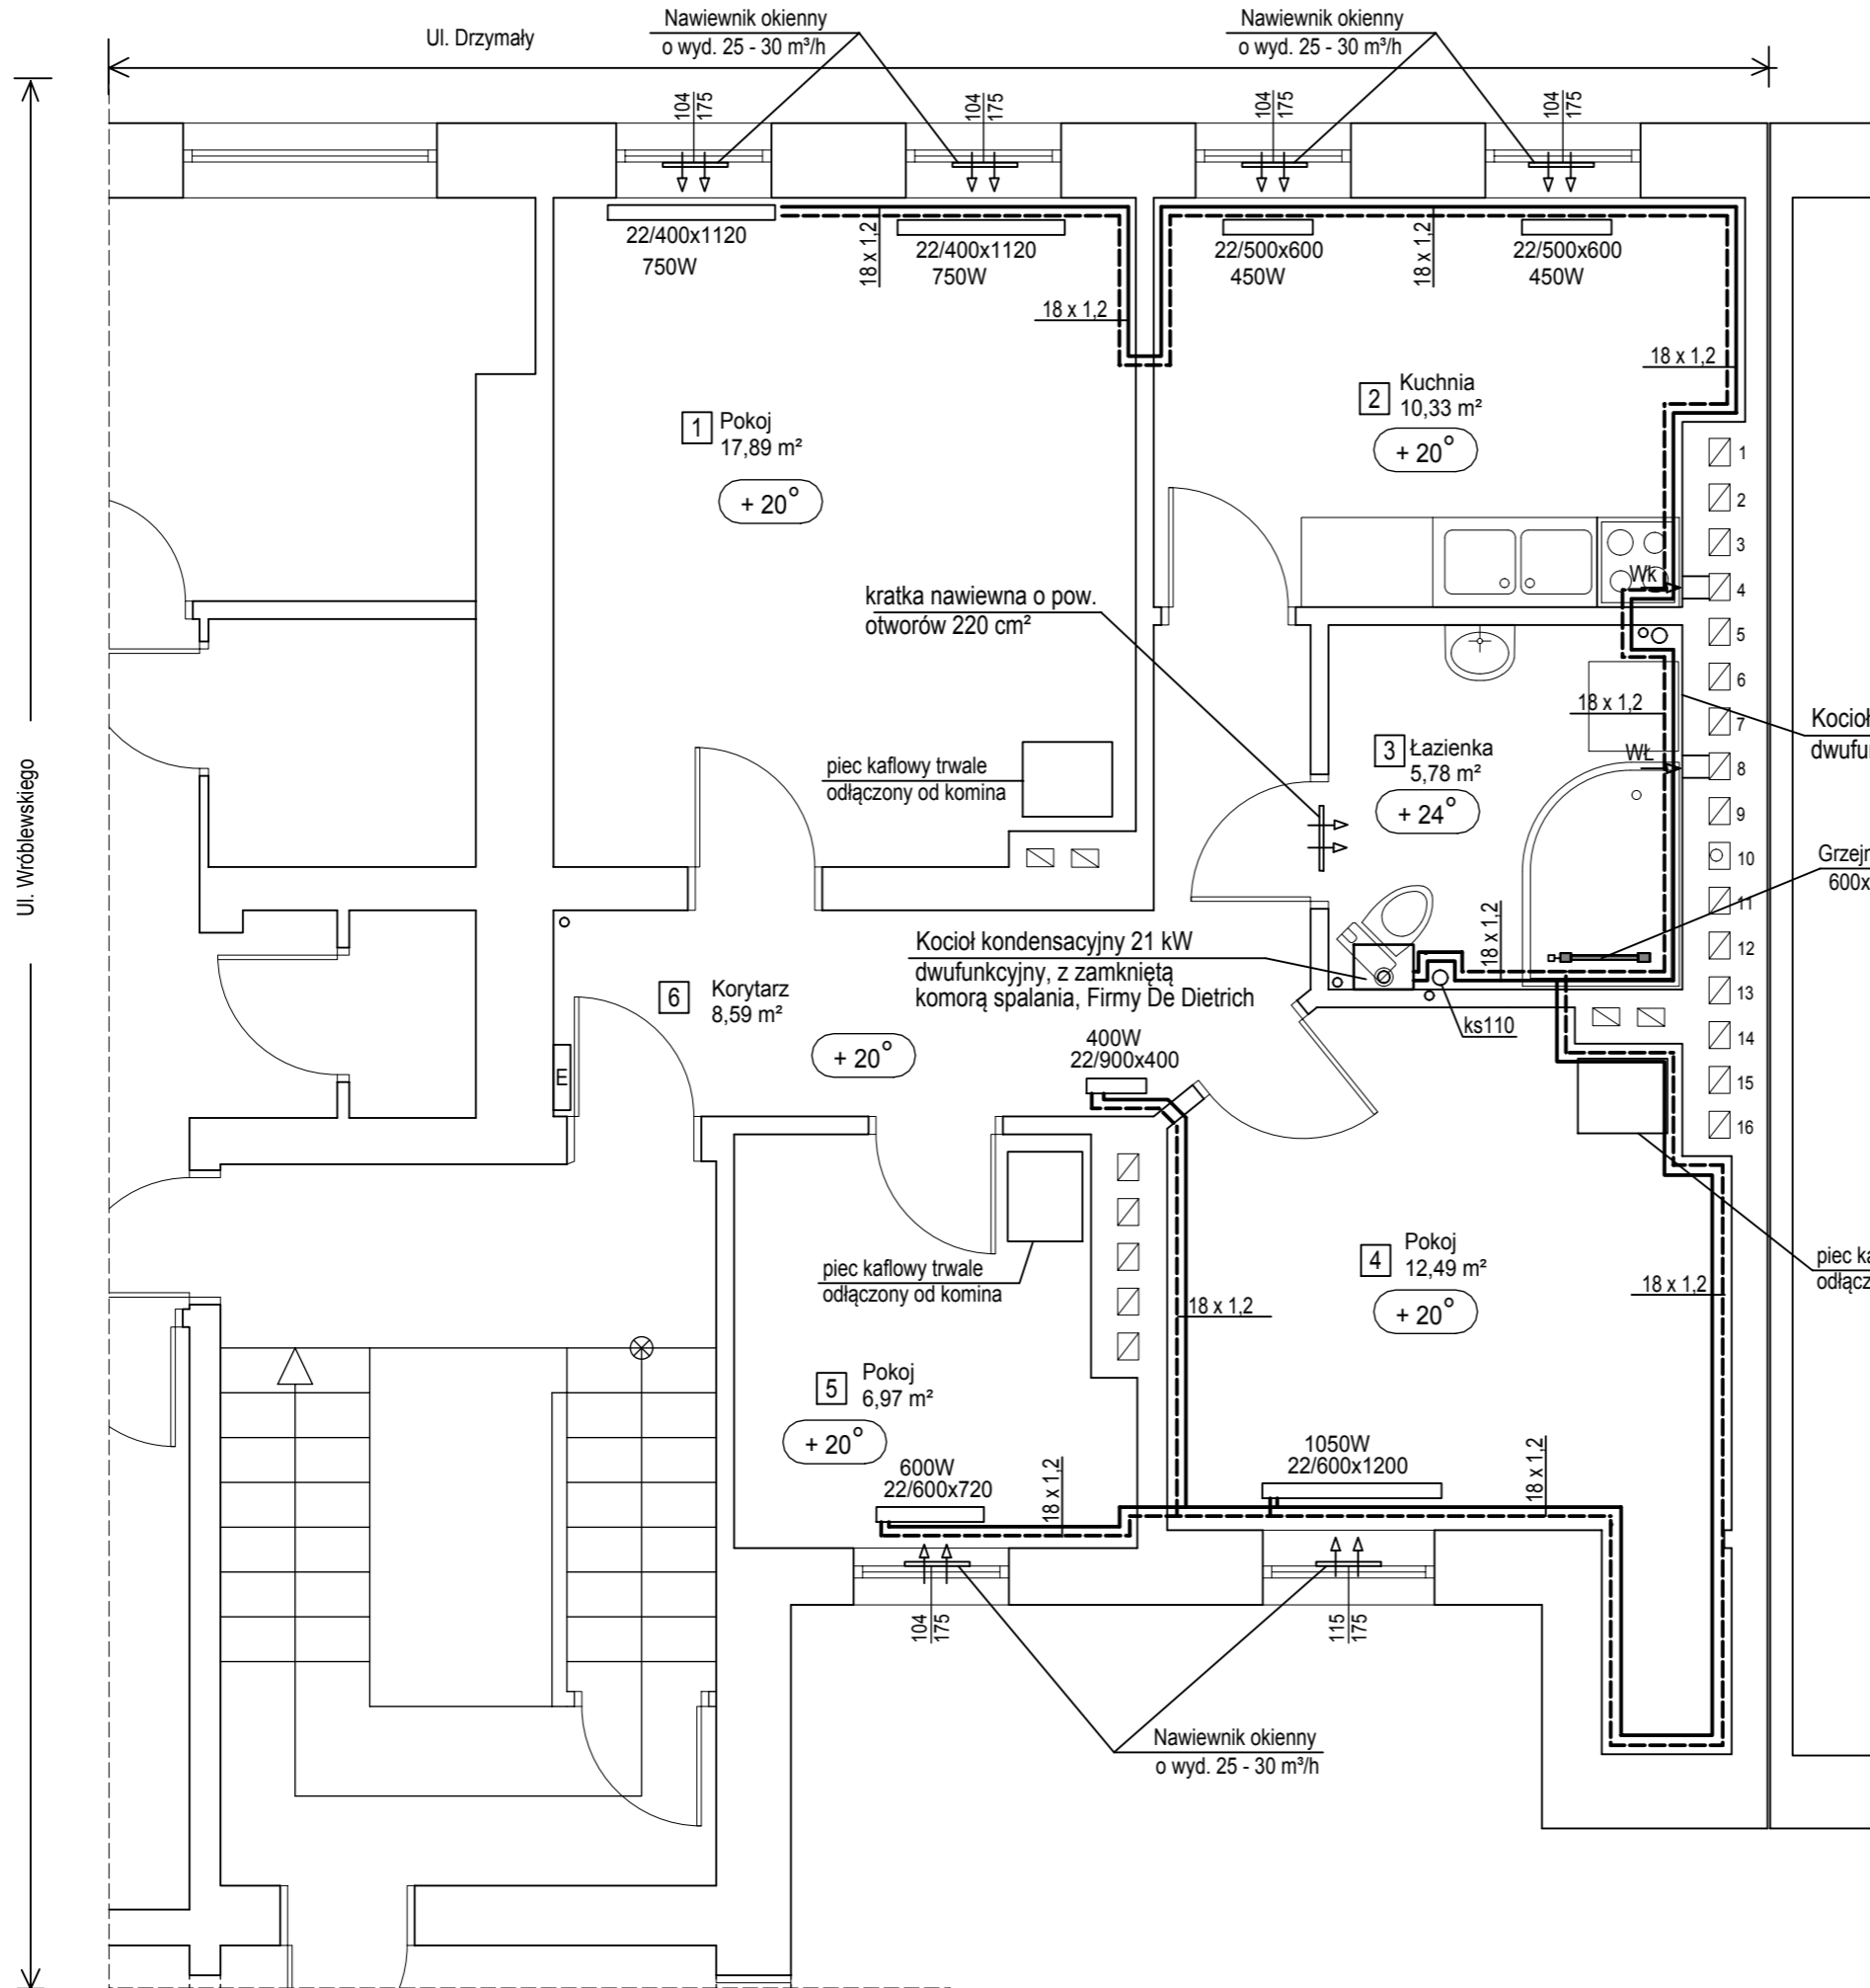 Ul. Drzymały
Nawiewnik okienny
o wyd. 25 - 30 m³/h
Nawiewnik okienny
o wyd. 25 - 30 m³/h
104
175
104
175
104
175
104
175
22/400x1120
750W
18 x 1,2
22/400x1120
750W
18 x 1,2
22/500x600
450W
18 x 1,2
22/500x600
450W
18 x 1,2
1
Pokoj
17,89 m²
+ 20°
2
Kuchnia
10,33 m²
+ 20°
1
2
3
4
5
6
7
8
9
10
11
12
13
14
15
16
Wk
kratka nawiewna o pow.
otworów 220 cm²
18 x 1,2
Kocioł
dwufu
WŁ
3
Łazienka
5,78 m²
+ 24°
piec kaflowy trwale
odłączony od komina
Ul. Wróblewskiego
Grzejn
600x
18 x 1,2
Kocioł kondensacyjny 21 kW
dwufunkcyjny, z zamkniętą
komorą spalania, Firmy De Dietrich
6
Korytarz
8,59 m²
+ 20°
ks110
400W
22/900x400
E
piec kaflowy trwale
odłączony od komina
4
Pokoj
12,49 m²
+ 20°
18 x 1,2
18 x 1,2
piec ka
odłącz
5
Pokoj
6,97 m²
+ 20°
600W
22/600x720
18 x 1,2
1050W
22/600x1200
18 x 1,2
104
175
115
175
Nawiewnik okienny
o wyd. 25 - 30 m³/h